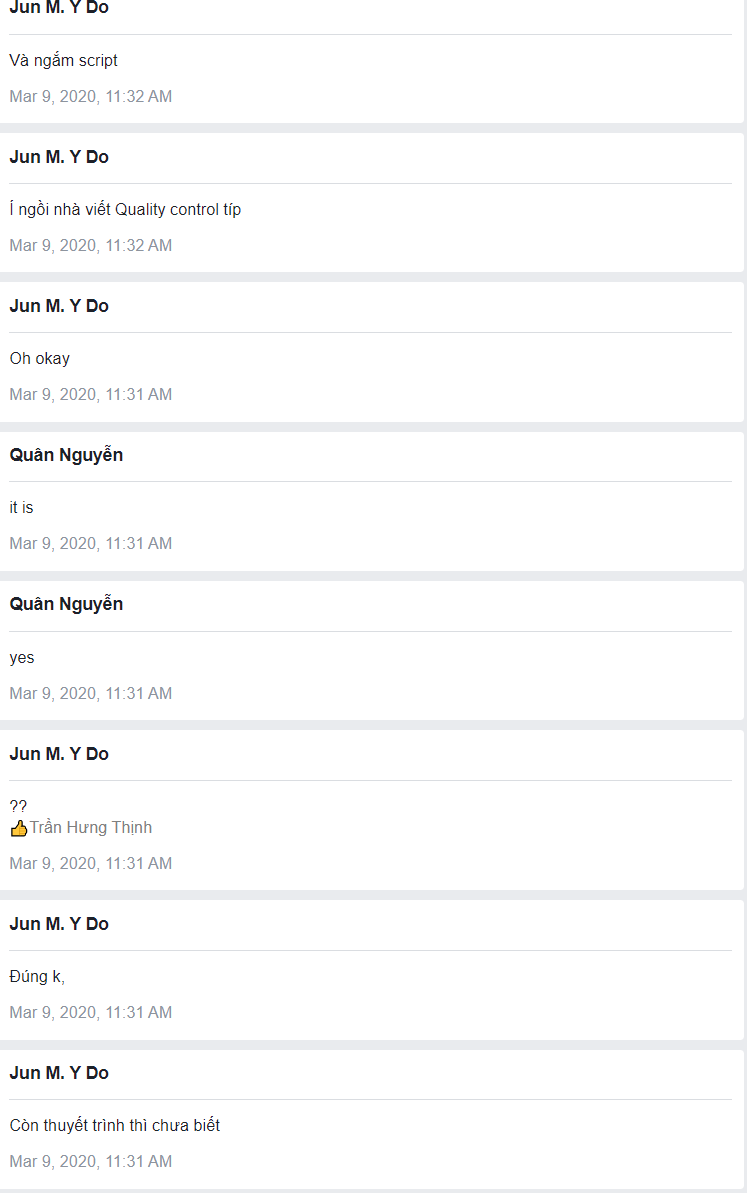 Jun M. Y Do
Và ngắm script
Mar 9, 2020, 11:32 AM
Jun M. Y Do
Í ngồi nhà viết Quality control típ
Mar 9, 2020, 11:32 AM
Jun M. Y Do
Oh okay
Mar 9, 2020, 11:31 AM
Quân Nguyễn
it is
Mar 9, 2020, 11:31 AM
Quân Nguyễn
yes
Mar 9, 2020, 11:31 AM
Jun M. Y Do
??
👍Trần Hưng Thịnh
Mar 9, 2020, 11:31 AM
Jun M. Y Do
Đúng k,
Mar 9, 2020, 11:31 AM
Jun M. Y Do
Còn thuyết trình thì chưa biết
Mar 9, 2020, 11:31 AM